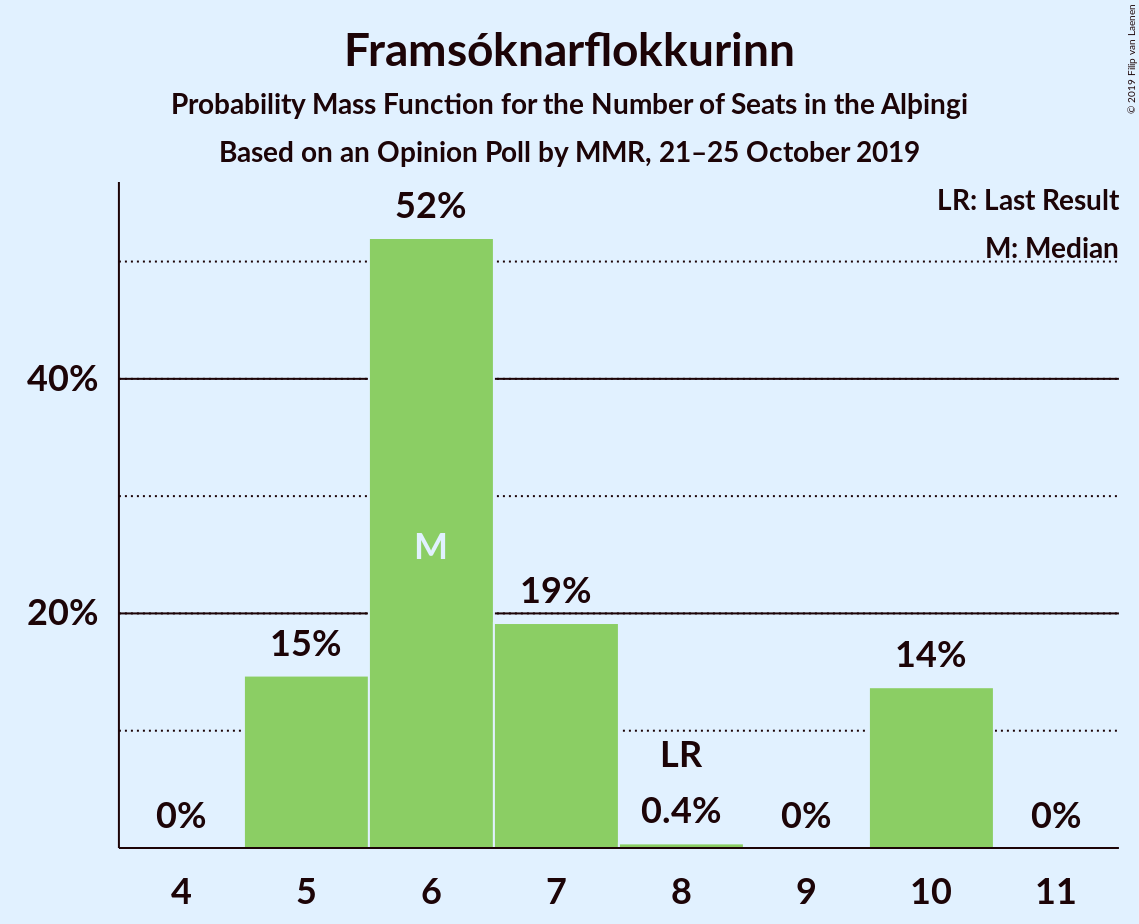 Framsóknarflokkurinn
Probability Mass Function for the Number of Seats in the Alþingi
Based on an Opinion Poll by MMR, 21–25 October 2019
© 2019 Filip van Laenen
LR: Last Result
M: Median
52%
40%
M
19%
20%
15%
14%
LR
0%
0.4%
0%
0%
4 5 6 7 8 9 10 11